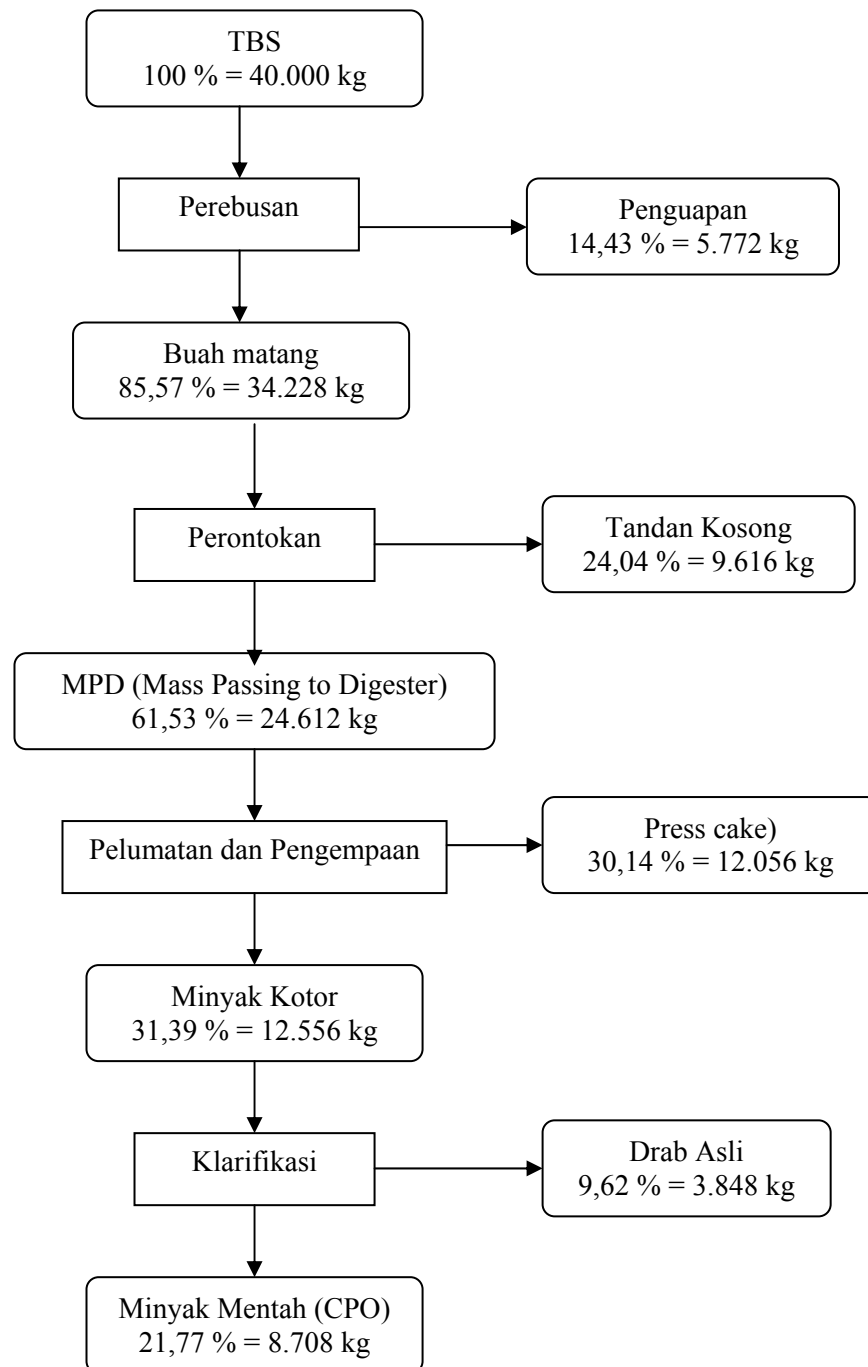 TBS
100 % = 40.000 kg
Perebusan
Penguapan
14,43 % = 5.772 kg
Buah matang
85,57 % = 34.228 kg
Perontokan
Tandan Kosong
24,04 % = 9.616 kg
MPD (Mass Passing to Digester)
61,53 % = 24.612 kg
Pelumatan dan Pengempaan
Press cake)
30,14 % = 12.056 kg
Minyak Kotor
31,39 % = 12.556 kg
Klarifikasi
Drab Asli
9,62 % = 3.848 kg
Minyak Mentah (CPO)
21,77 % = 8.708 kg